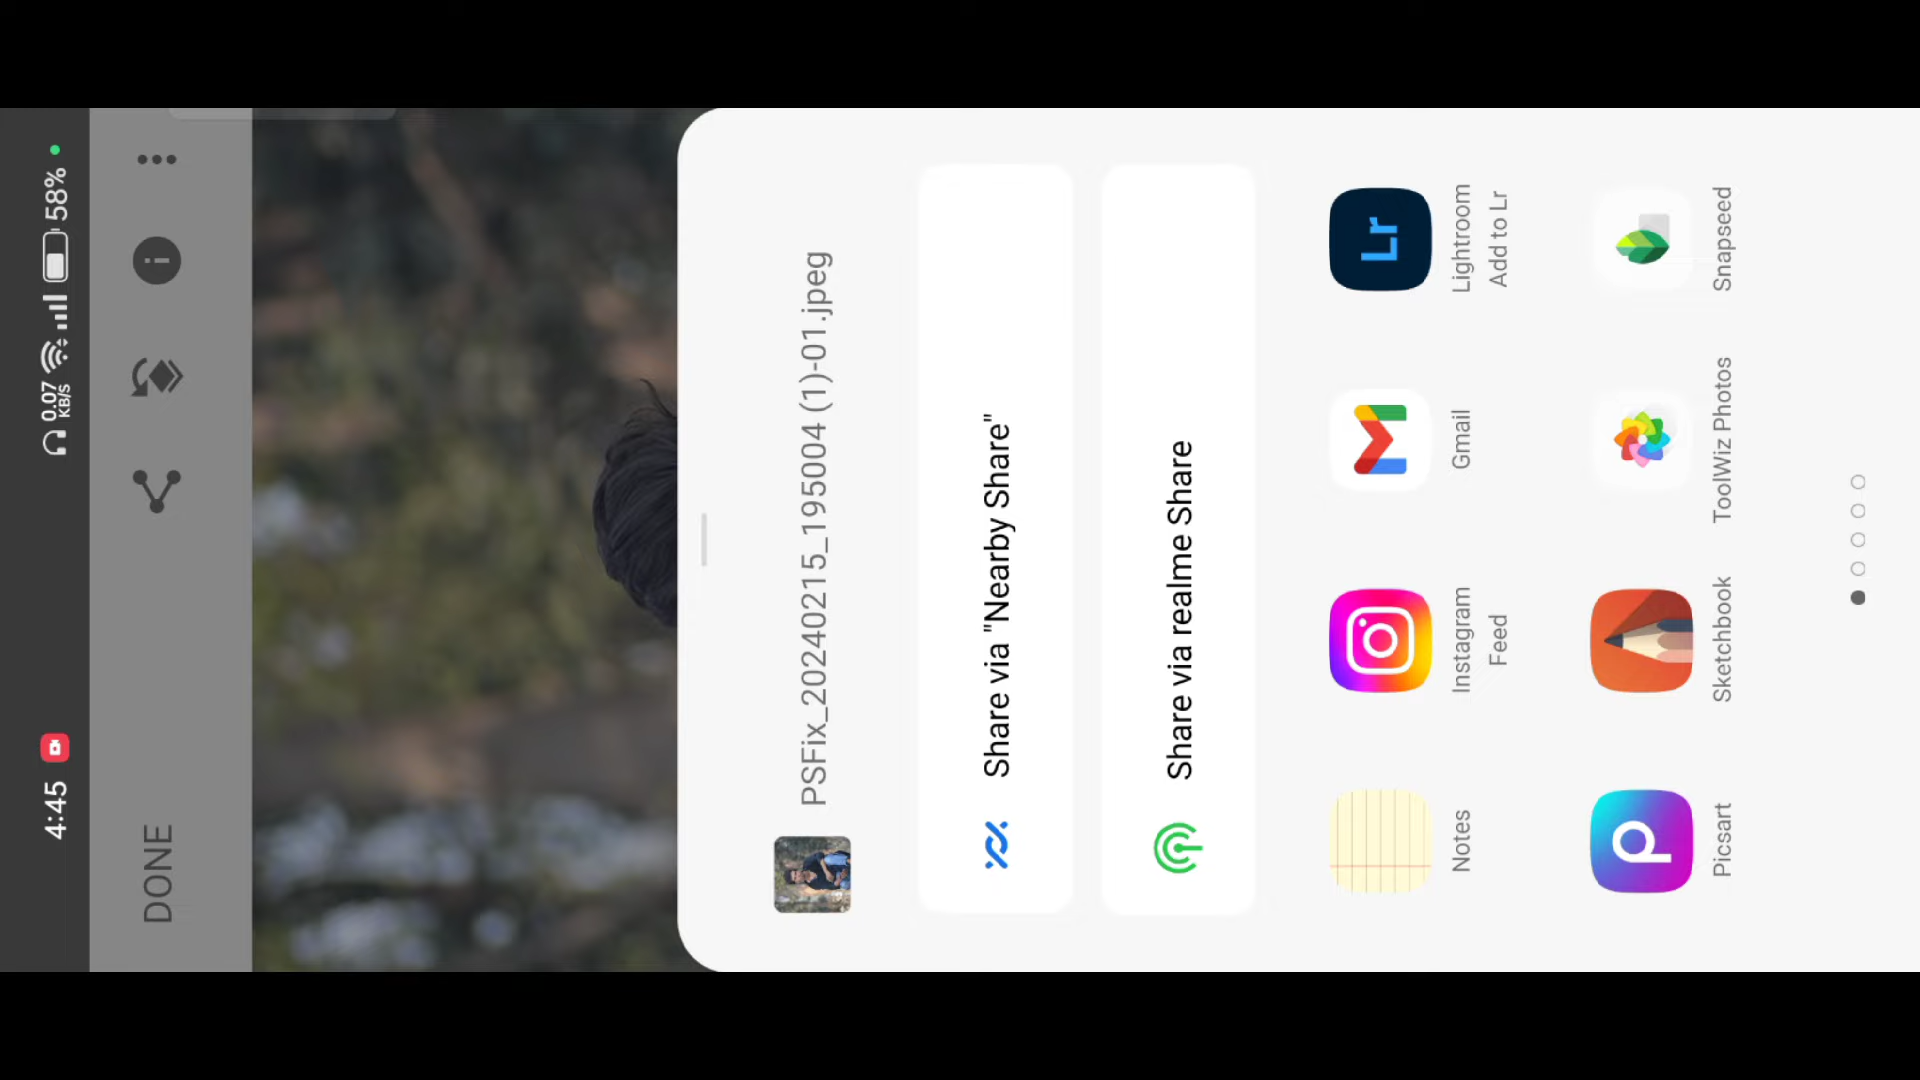 4:45
0.07
KB/S
58%
DONE
PSFix_20240215_195004 (1)-01.jpeg
Share via "Nearby Share"
Share via realme Share
Notes
Instagram
Feed
Gmail
Lr
Lightroom
Add to Lr
Picsart
Sketchbook
ToolWiz Photos
Snapseed